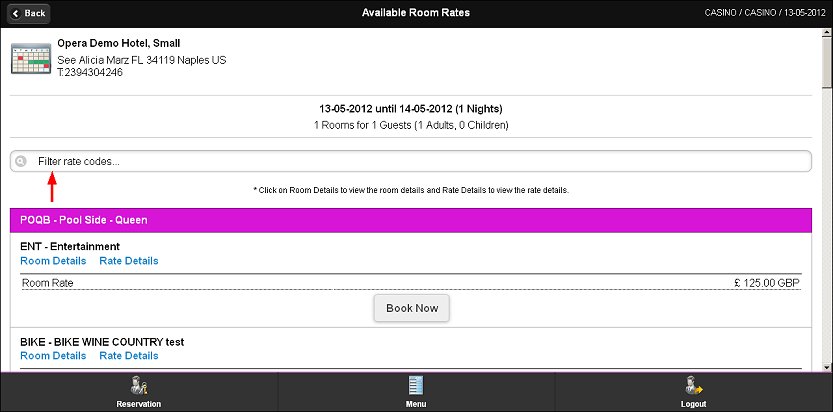 Back
Available Room Rates
CASINO / CASINO / 13-05-2012
Opera Demo Hotel, Small
See Alicia Marz FL 34119 Naples US
T:2394304246
13-05-2012 until 14-05-2012 (1 Nights)
1 Rooms for 1 Guests (1 Adults, 0 Children)
Filter rate codes...
* Click on Room Details to view the room details and Rate Details to view the rate details.
POQB - Pool Side - Queen
ENT - Entertainment
Room Details Rate Details
Room Rate £ 125.00 GBP
Book Now
BIKE - BIKE WINE COUNTRY test
Room Details Rate Details
Reservation
Menu
Logout